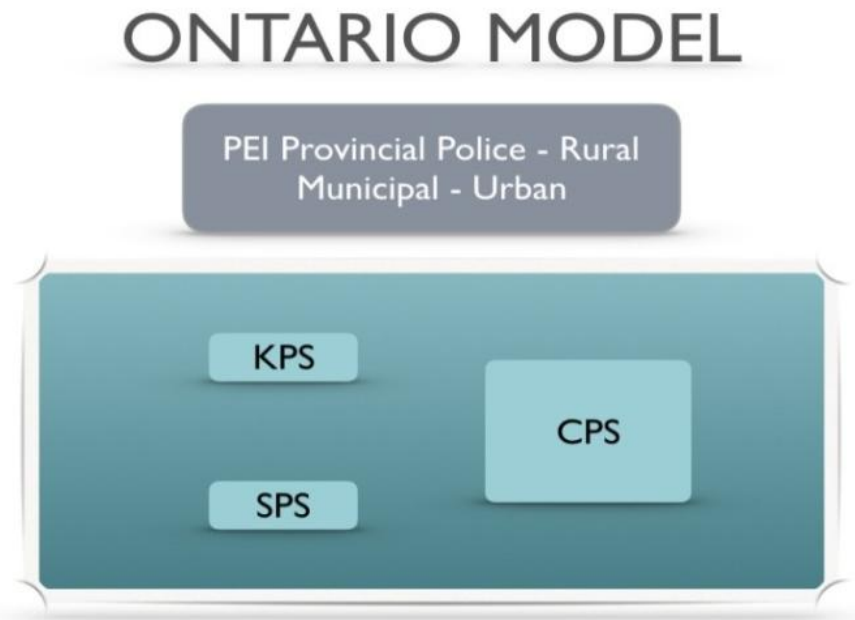 ONTARIO MODEL
PEI Provincial Police - Rural
Municipal - Urban
KPS
CPS
SPS